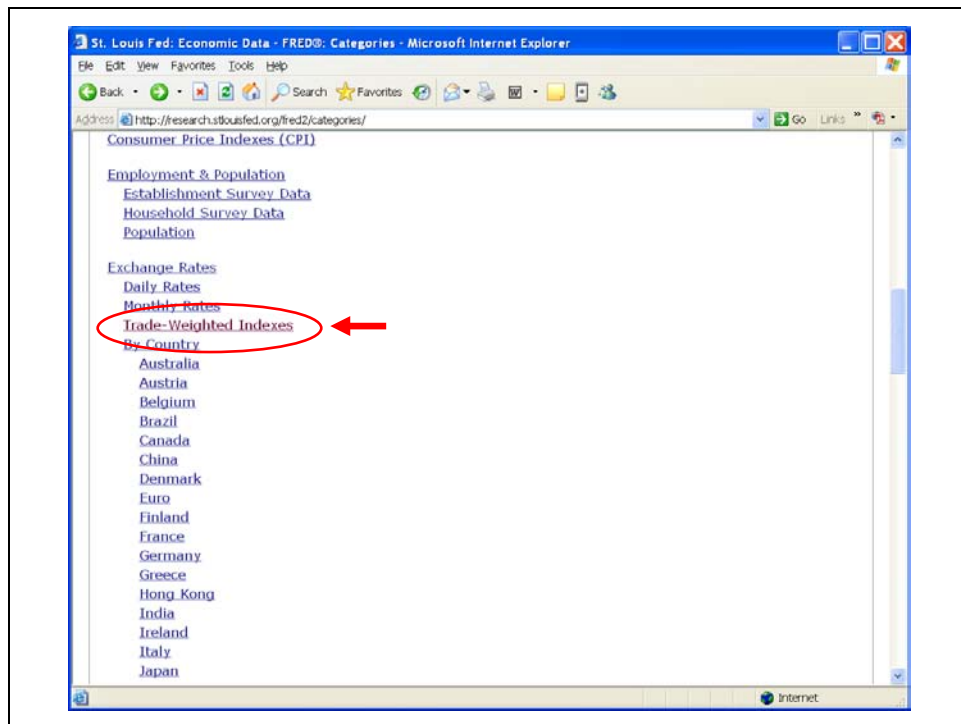 St. Louis Fed: Economic Data - FRED®: Categories - Microsoft Internet Explorer
File Edit View Favorites Tools Help
Back Search Favorites
Address http://research.stlouisfed.org/fred2/categories/ Go Links »
Consumer Price Indexes (CPI)
Employment & Population
Establishment Survey Data
Household Survey Data
Population
Exchange Rates
Daily Rates
Monthly Rates
Trade-Weighted Indexes
By Country
Australia
Austria
Belgium
Brazil
Canada
China
Denmark
Euro
Finland
France
Germany
Greece
Hong Kong
India
Ireland
Italy
Japan
Internet